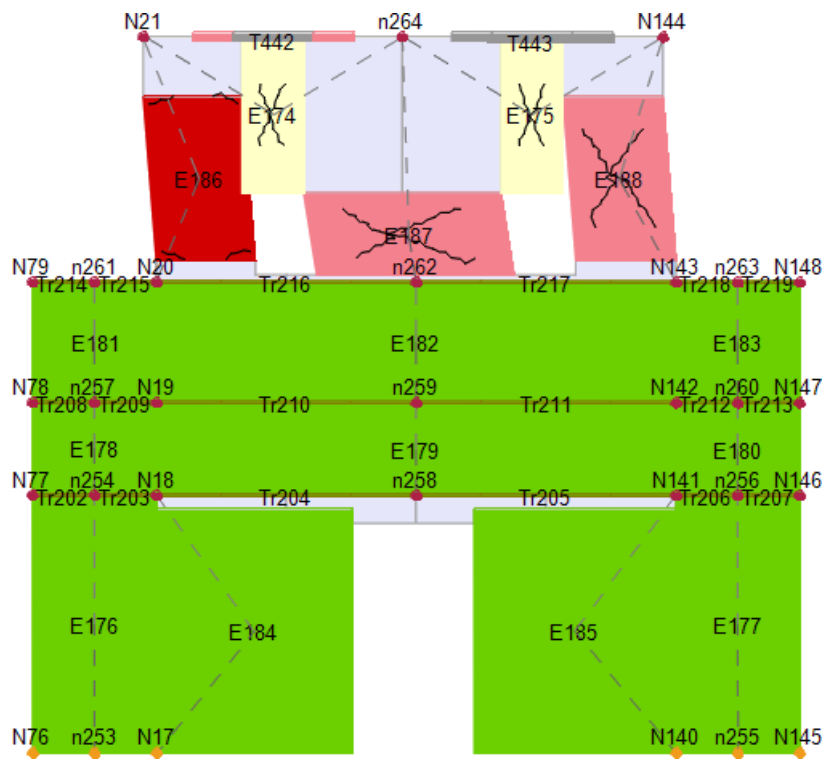 N21 n264 N144
T442 T443
E174 E175
E186 E188
E187
N79 n261 N20 n262 N143 n263 N148
Tr214 Tr215 Tr216 Tr217 Tr218 Tr219
E181 E182 E183
N78 n257 N19 n259 N142 n260 N147
Tr208 Tr209 Tr210 Tr211 Tr212 Tr213
E178 E179 E180
N77 n254 N18 n258 N141 n256 N146
Tr202 Tr203 Tr204 Tr205 Tr206 Tr207
E176 E184 E185 E177
N76 n253 N17 N140 n255 N145